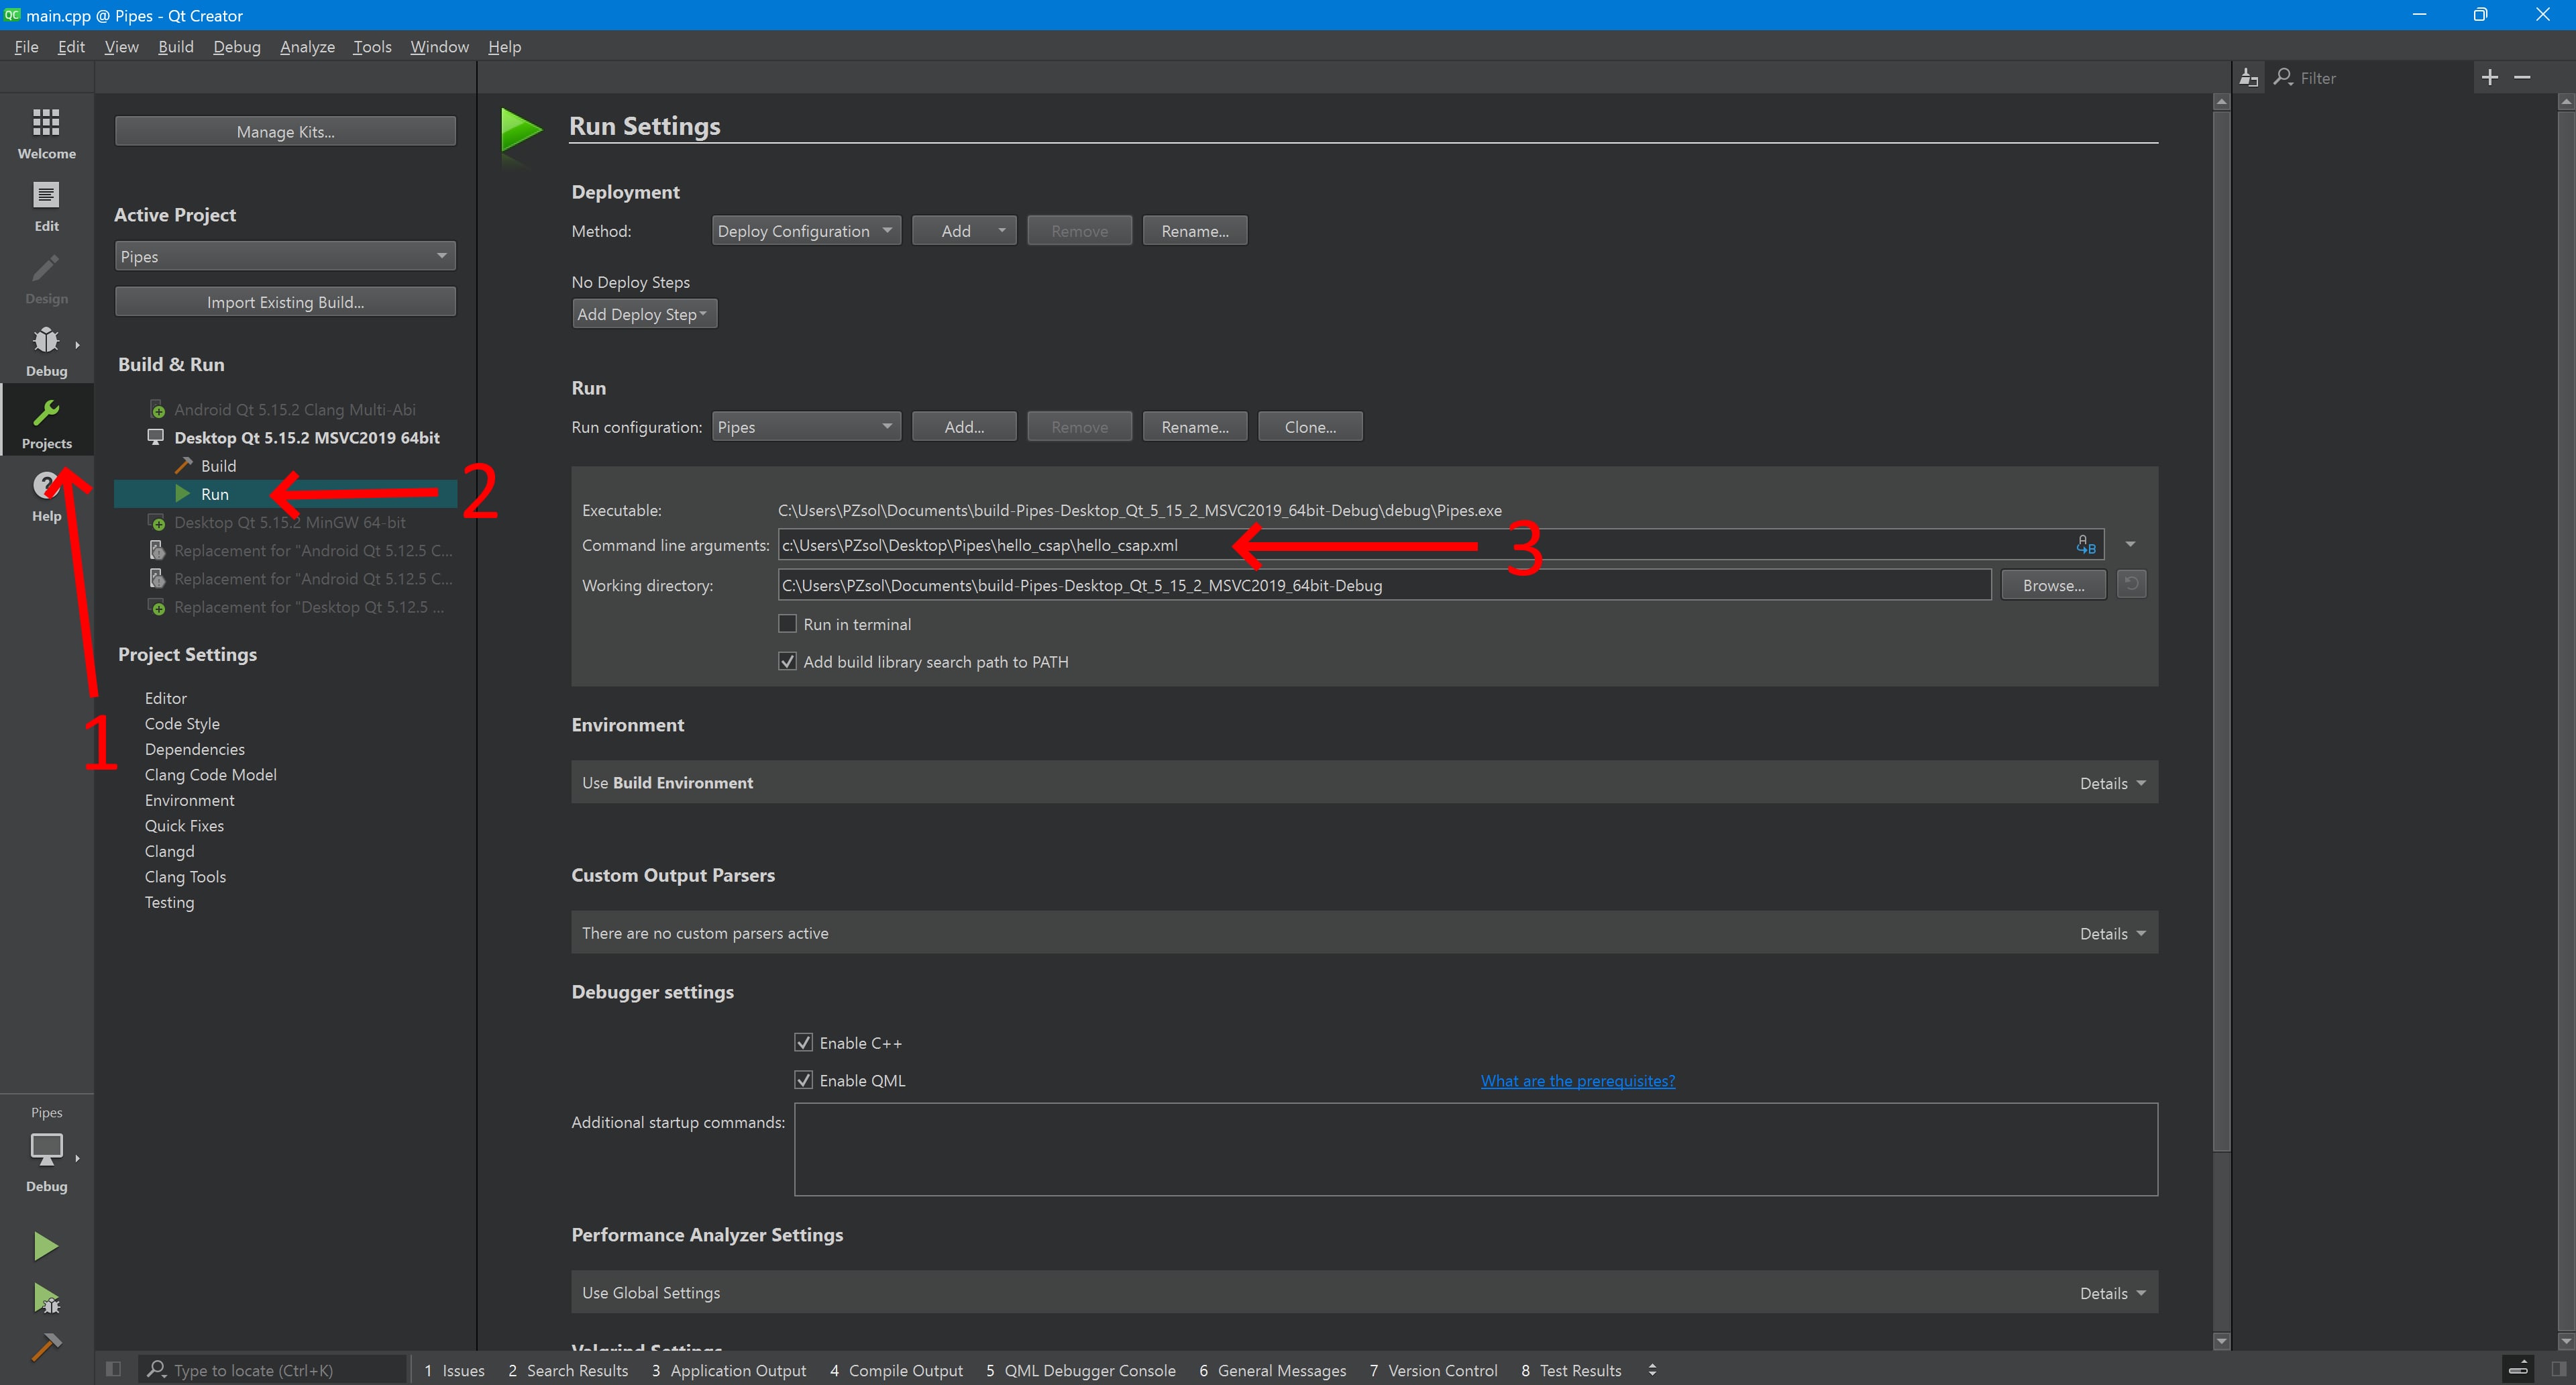 QC main.cpp @ Pipes - Qt Creator
File Edit View Build Debug Analyze Tools Window Help
Filter
Welcome
Edit
Design
Debug
Projects
Help
Manage Kits...
Active Project
Pipes
Import Existing Build...
Build & Run
Android Qt 5.15.2 Clang Multi-Abi
Desktop Qt 5.15.2 MSVC2019 64bit
Build
Run
Desktop Qt 5.15.2 MinGW 64-bit
Replacement for "Android Qt 5.12.5 C...
Replacement for "Android Qt 5.12.5 C...
Replacement for "Desktop Qt 5.12.5 ...
Project Settings
Editor
Code Style
Dependencies
Clang Code Model
Environment
Quick Fixes
Clangd
Clang Tools
Testing
1
2
3
Run Settings
Deployment
Method: Deploy Configuration Add Remove Rename...
No Deploy Steps
Add Deploy Step
Run
Run configuration: Pipes Add... Remove Rename... Clone...
Executable: C:\Users\PZsol\Documents\build-Pipes-Desktop_Qt_5_15_2_MSVC2019_64bit-Debug\debug\Pipes.exe
Command line arguments: c:\Users\PZsol\Desktop\Pipes\hello_csap\hello_csap.xml
Working directory: C:\Users\PZsol\Documents\build-Pipes-Desktop_Qt_5_15_2_MSVC2019_64bit-Debug Browse...
Run in terminal
Add build library search path to PATH
Environment
Use Build Environment Details
Custom Output Parsers
There are no custom parsers active Details
Debugger settings
Enable C++
Enable QML What are the prerequisites?
Additional startup commands:
Performance Analyzer Settings
Use Global Settings Details
Valgrind Settings
Pipes
Debug
Type to locate (Ctrl+K) 1 Issues 2 Search Results 3 Application Output 4 Compile Output 5 QML Debugger Console 6 General Messages 7 Version Control 8 Test Results